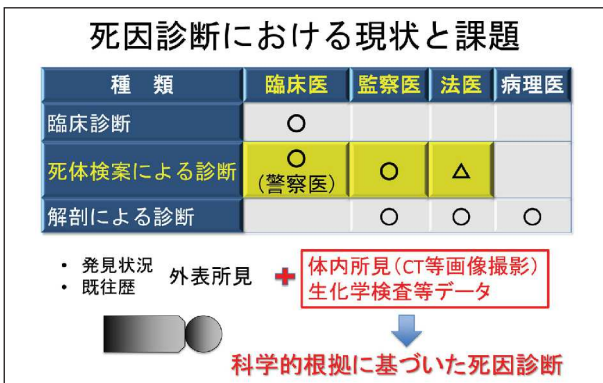 死因診断における現状と課題
種　類 臨床医 監察医 法医 病理医
臨床診断 ○
死体検案による診断 ○ (警察医) ○ △
解剖による診断 ○ ○ ○
・ 発見状況
・ 既往歴
外表所見 + 体内所見(CT等画像撮影)
生化学検査等データ
科学的根拠に基づいた死因診断